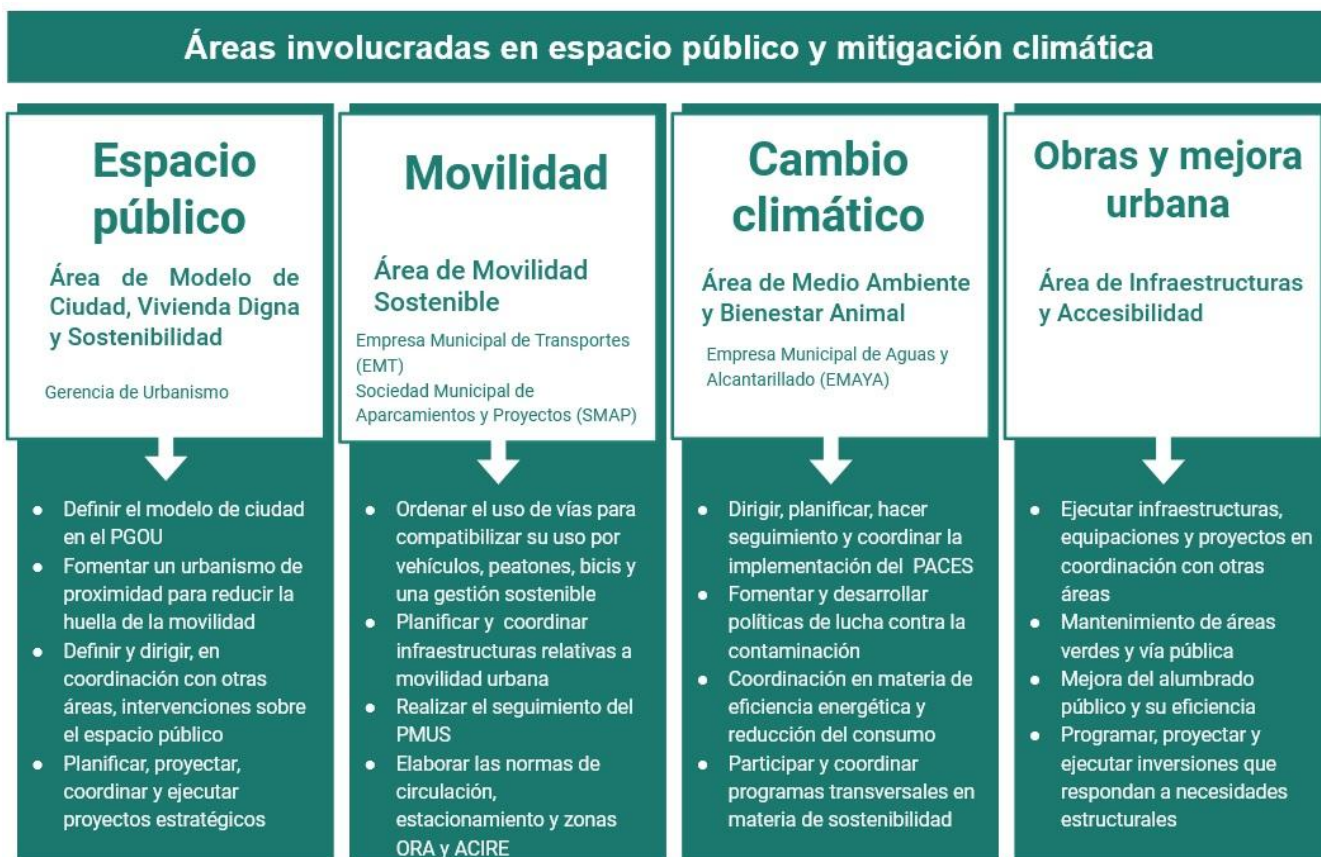 Áreas involucradas en espacio público y mitigación climática
Espacio
público
Área de Modelo de
Ciudad, Vivienda Digna
y Sostenibilidad
Gerencia de Urbanismo
● Definir el modelo de ciudad
en el PGOU
● Fomentar un urbanismo de
proximidad para reducir la
huella de la movilidad
● Definir y dirigir, en
coordinación con otras
áreas, intervenciones sobre
el espacio público
● Planificar, proyectar,
coordinar y ejecutar
proyectos estratégicos
Movilidad
Área de Movilidad
Sostenible
Empresa Municipal de Transportes
(EMT)
Sociedad Municipal de
Aparcamientos y Proyectos (SMAP)
● Ordenar el uso de vías para
compatibilizar su uso por
vehículos, peatones, bicis y
una gestión sostenible
● Planificar y coordinar
infraestructuras relativas a
movilidad urbana
● Realizar el seguimiento del
PMUS
● Elaborar las normas de
circulación,
estacionamiento y zonas
ORA y ACIRE
Cambio
climático
Área de Medio Ambiente
y Bienestar Animal
Empresa Municipal de Aguas y
Alcantarillado (EMAYA)
● Dirigir, planificar, hacer
seguimiento y coordinar la
implementación del PACES
● Fomentar y desarrollar
políticas de lucha contra la
contaminación
● Coordinación en materia de
eficiencia energética y
reducción del consumo
● Participar y coordinar
programas transversales en
materia de sostenibilidad
Obras y mejora
urbana
Área de Infraestructuras
y Accesibilidad
● Ejecutar infraestructuras,
equipaciones y proyectos en
coordinación con otras
áreas
● Mantenimiento de áreas
verdes y vía pública
● Mejora del alumbrado
público y su eficiencia
● Programar, proyectar y
ejecutar inversiones que
respondan a necesidades
estructurales